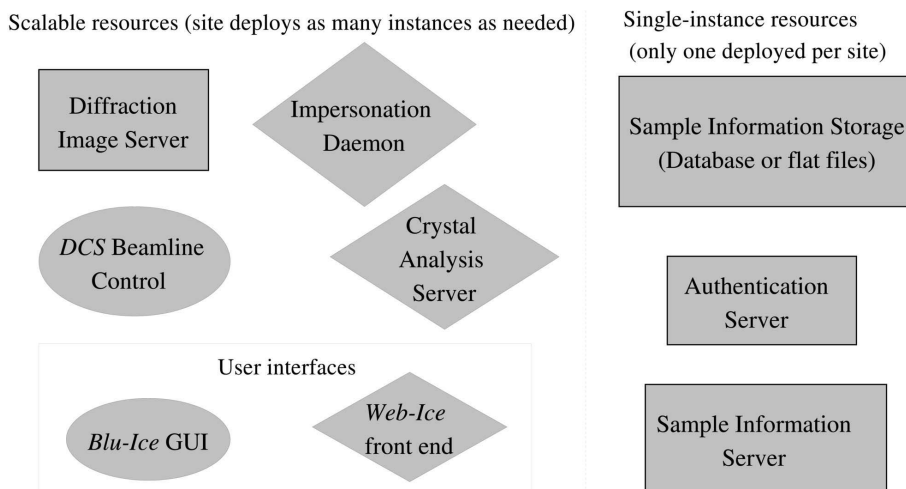 Scalable resources (site deploys as many instances as needed)
Diffraction
Image Server
Impersonation
Daemon
DCS Beamline
Control
Crystal
Analysis
Server
User interfaces
Blu-Ice GUI
Web-Ice
front end
Single-instance resources
(only one deployed per site)
Sample Information Storage
(Database or flat files)
Authentication
Server
Sample Information
Server